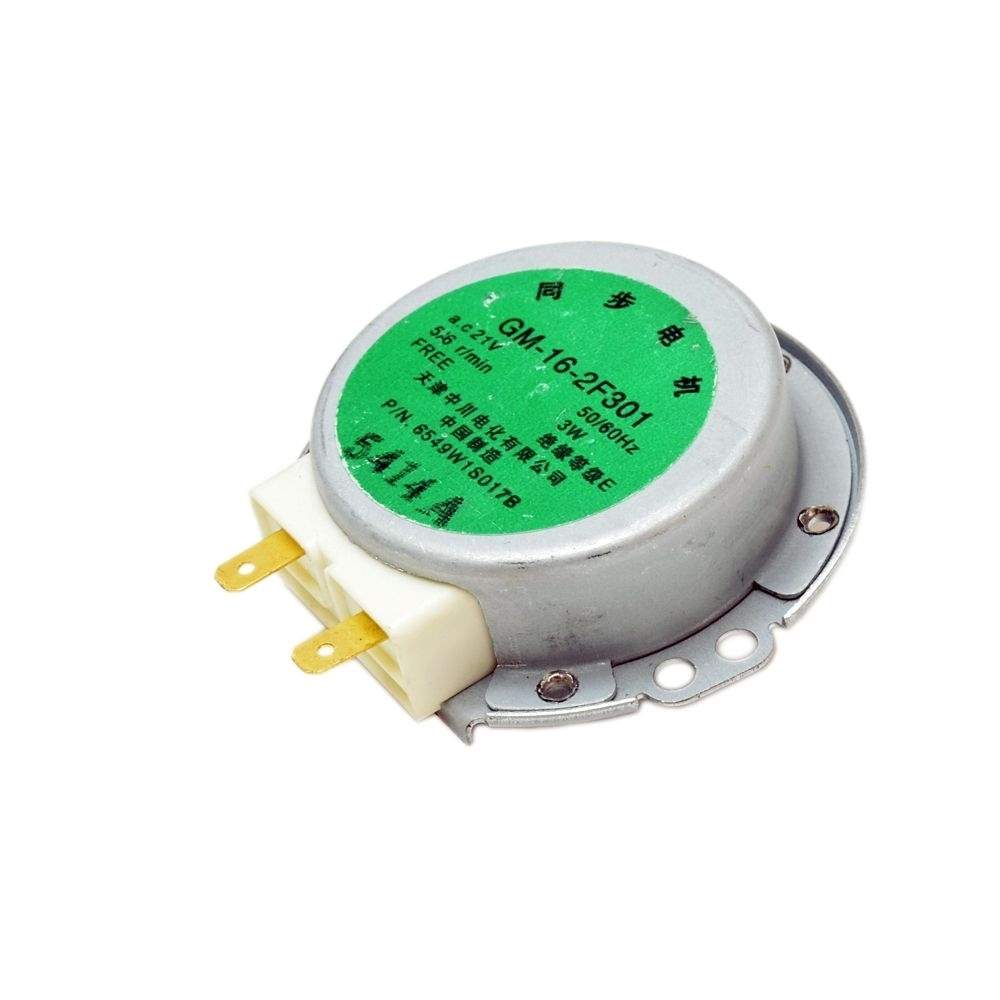 同步电机
GM-16-2F301
a.c 21V 50/60Hz
5/6 r/min 3W
FREE 绝缘等级E
天津中川电化有限公司
中国制造
P/N. 6549W1S017B
5414A